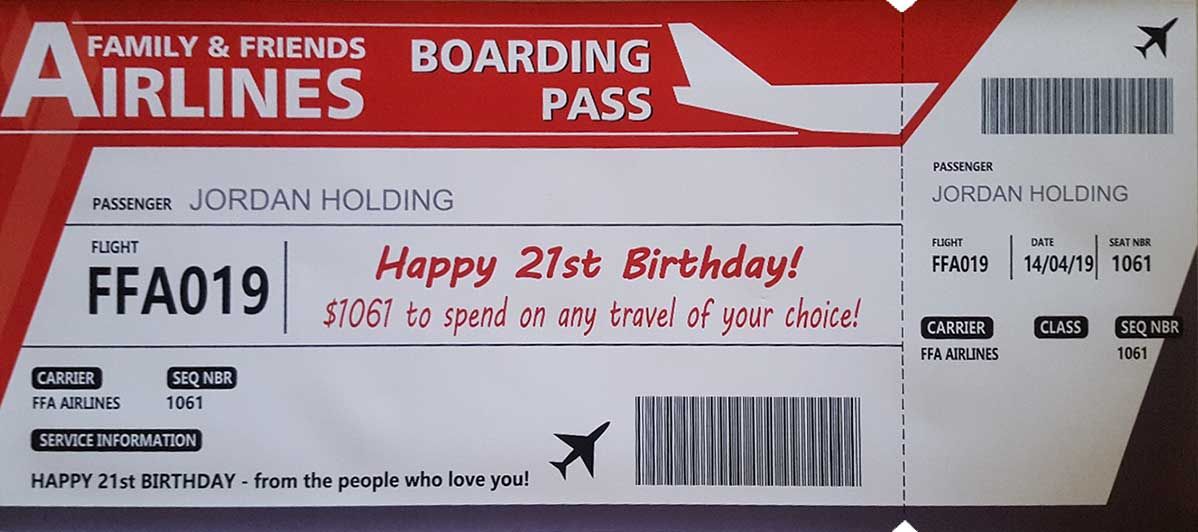 FAMILY & FRIENDS
AIRLINES
BOARDING
PASS
PASSENGER JORDAN HOLDING
FLIGHT
FFA019
Happy 21st Birthday!
$1061 to spend on any travel of your choice!
CARRIER SEQ NBR
FFA AIRLINES 1061
SERVICE INFORMATION
HAPPY 21st BIRTHDAY - from the people who love you!
PASSENGER
JORDAN HOLDING
FLIGHT DATE SEAT NBR
FFA019 14/04/19 1061
CARRIER CLASS SEQ NBR
FFA AIRLINES 1061